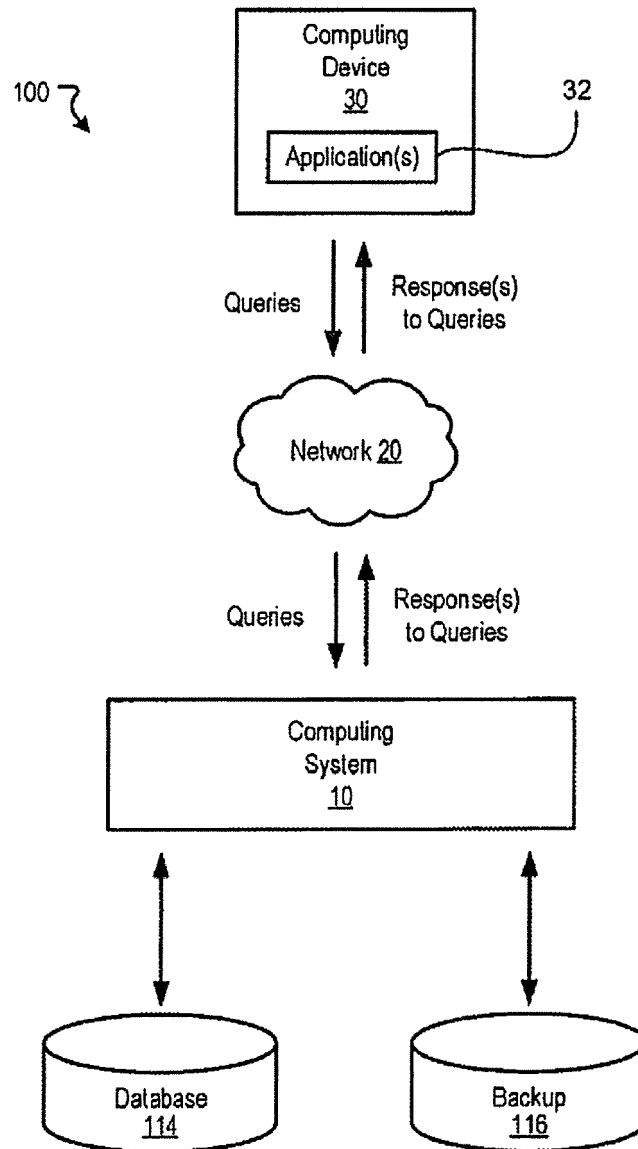 Computing
Device
30
100
32
Application(s)
Queries
Response(s)
to Queries
Network 20
Queries
Response(s)
to Queries
Computing
System
10
Database
114
Backup
116